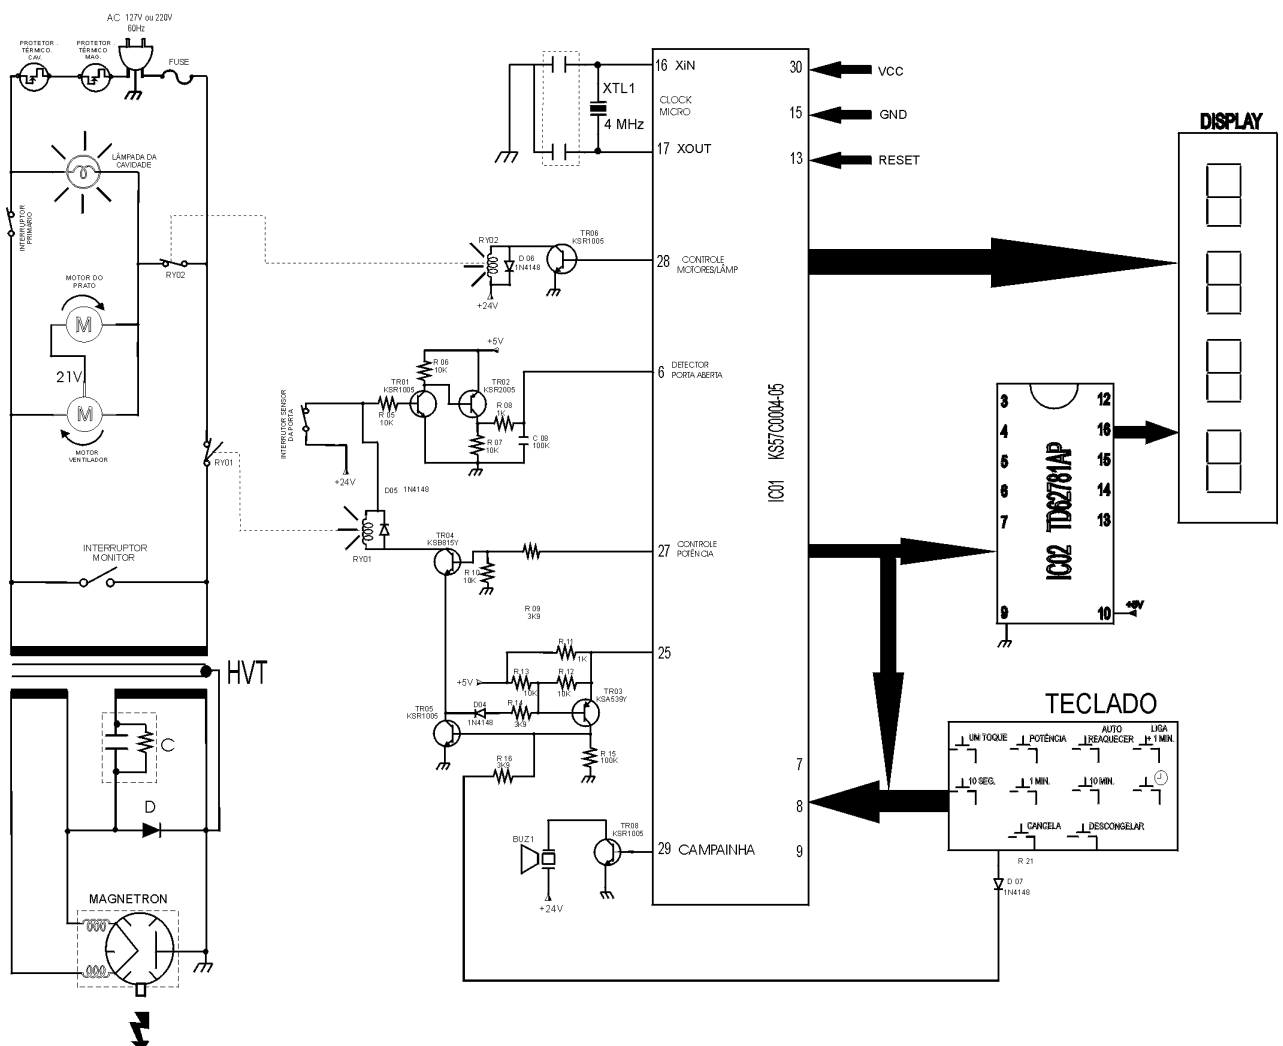 AC 127V ou 220V
60Hz
PROTETOR .
TÉRMICO.
CAV.
PROTETOR .
TÉRMICO
MAG.
FUSE
LÂMPADA DA
CAVIDADE
INTERRUPTOR
PRIMÁRIO
RY02
MOTOR DO
PRATO
M
21V
M
MOTOR
VENTILADOR
RY01
INTERRUPTOR
MONITOR
HVT
C
D
MAGNETRON
XTL1
4 MHz
16 XiN
CLOCK
MICRO
17 XOUT
30
VCC
15
GND
13
RESET
DISPLAY
RY02
D 06
1N4148
+24V
TR06
KSR1005
28
CONTROLE
MOTORES/LÂMP
+5V
R 06
10K
TR01
KSR1005
TR02
KSR2005
R 05
10K
R 08
1K
R 07
10K
C 08
100K
6
DETECTOR
PORTA ABERTA
INTERRUTOR SENSOR
DA PORTA
+24V
D05 1N4148
RY01
TR04
KSB815Y
R 10
10K
27
CONTROLE
POTÊNCIA
R 09
3K9
IC01 KS57C0004-05
3
4
5
6
7
9
12
16
15
14
13
10
+5V
IC02 TD62781AP
R 11
1K
25
+5V
R 13
10K
R 12
10K
TR03
KSA539Y
D04
1N4148
R 14
3K9
TR05
KSR1005
R 15
100K
R 16
3K9
7
8
9
BUZ1
+24V
TR08
KSR1005
29 CAMPAINHA
TECLADO
UM TOQUE
POTÊNCIA
AUTO
REAQUECER
LIGA
+ 1 MIN.
10 SEG.
1 MIN.
10 MIN.
CANCELA
DESCONGELAR
R 21
D 07
1N4148